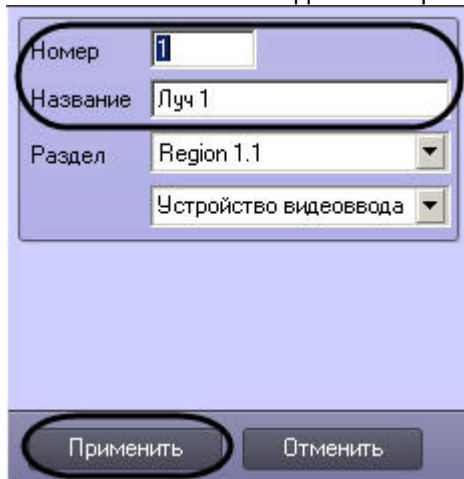 Номер 1
Название Луч 1
Раздел Region 1.1
Устройство видеоввода
Применить Отменить